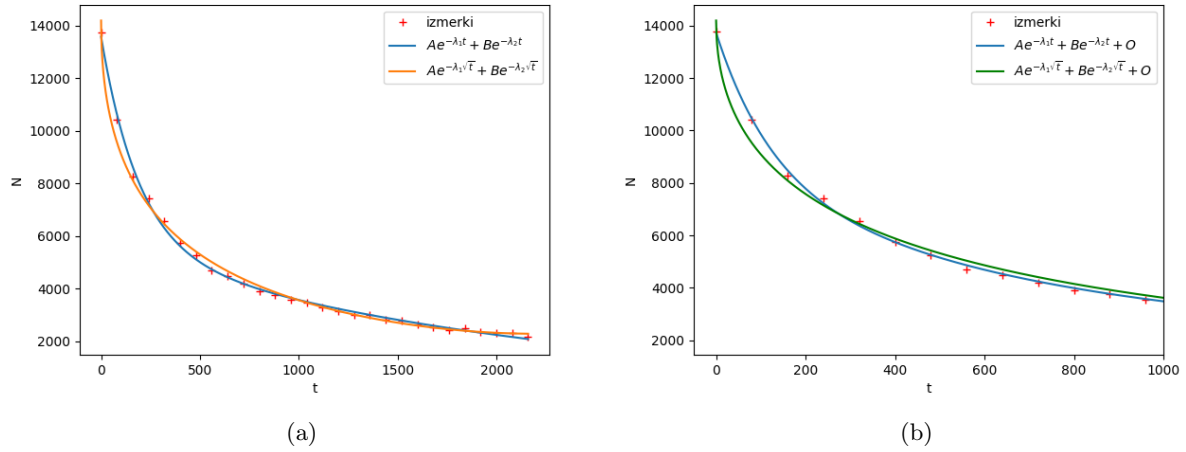 14000
12000
10000
8000
6000
4000
2000
N
0
500
1000
1500
2000
t
izmerki
Ae^{-λ₁t} + Be^{-λ₂t}
Ae^{-λ₁√t} + Be^{-λ₂√t}
(a)
14000
12000
10000
8000
6000
4000
2000
N
0
200
400
600
800
1000
t
izmerki
Ae^{-λ₁t} + Be^{-λ₂t} + O
Ae^{-λ₁√t} + Be^{-λ₂√t} + O
(b)